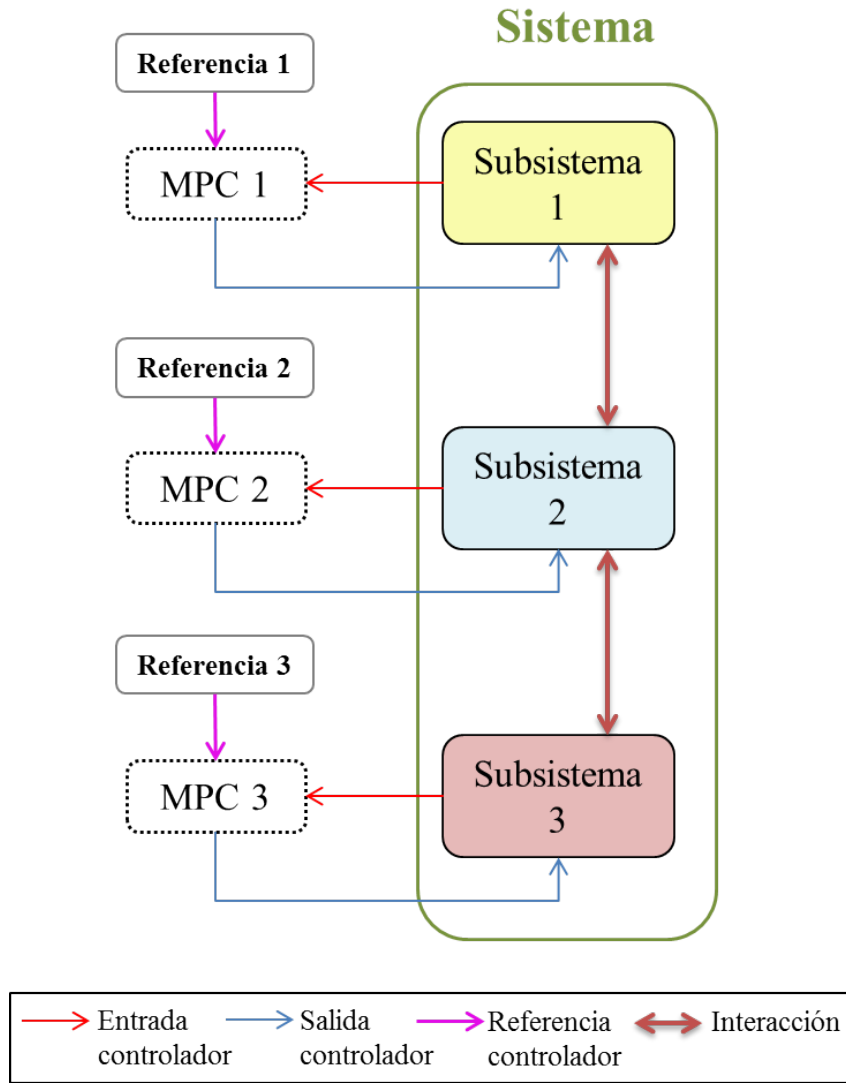 Sistema
Referencia 1
MPC 1
Subsistema
1
Referencia 2
MPC 2
Subsistema
2
Referencia 3
MPC 3
Subsistema
3
Entrada
controlador
Salida
controlador
Referencia
controlador
Interacción